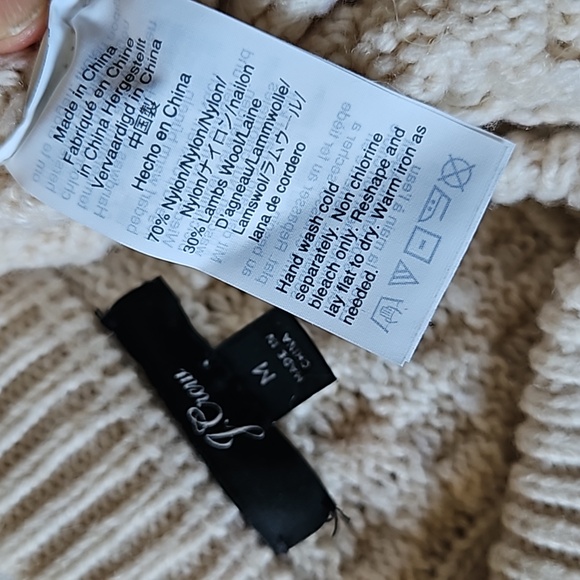 Made in China
Fabriqué en Chine
in China Hergestellt
Vervaardigd in China
中国製
Hecho en China
70% Nylon/Nylon/Nylon/
Nylon/ナイロン/nailon
30% Lambs Wool/Laine
D'agneau/Lammwolle/
Lamswol/ラムウール/
lana de cordero
Hand wash cold
separately. Non chlorine
bleach only. Reshape and
lay flat to dry. Warm iron as
needed.
J.Crew
M
MADE IN
CHINA